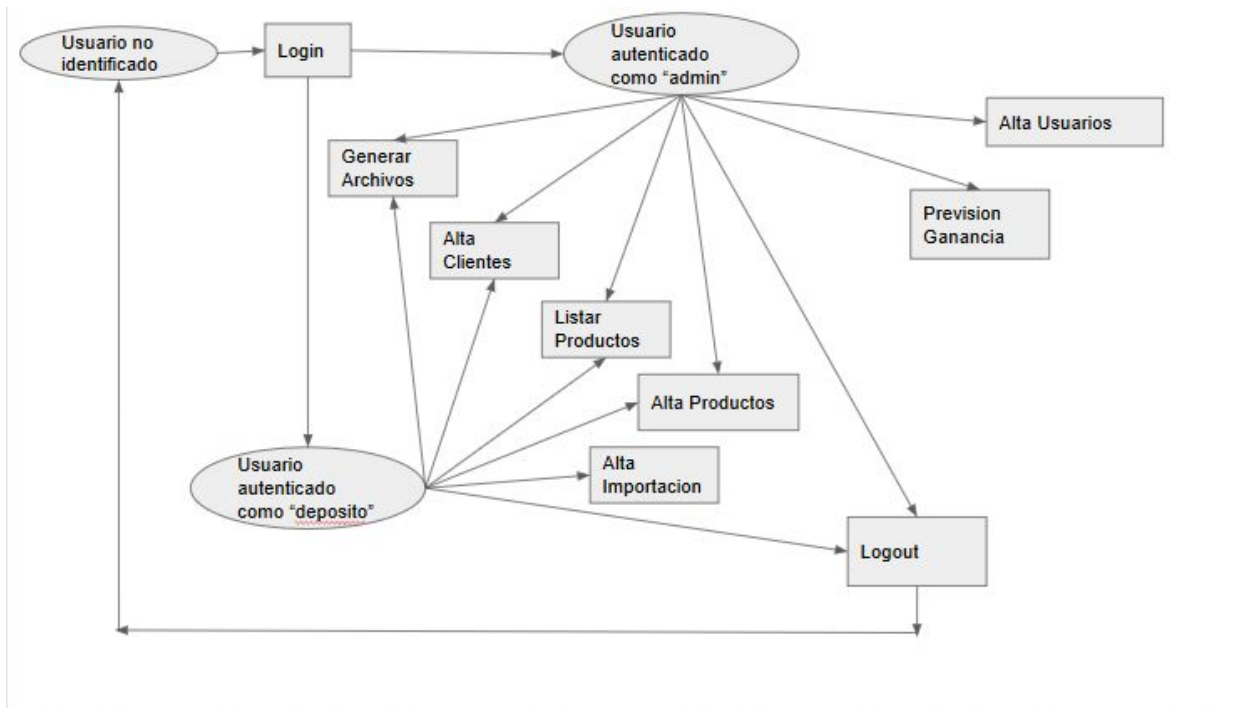 Usuario no
identificado
Login
Usuario
autenticado
como “admin”
Alta Usuarios
Generar
Archivos
Prevision
Ganancia
Alta
Clientes
Listar
Productos
Alta Productos
Alta
Importacion
Usuario
autenticado
como “deposito”
Logout